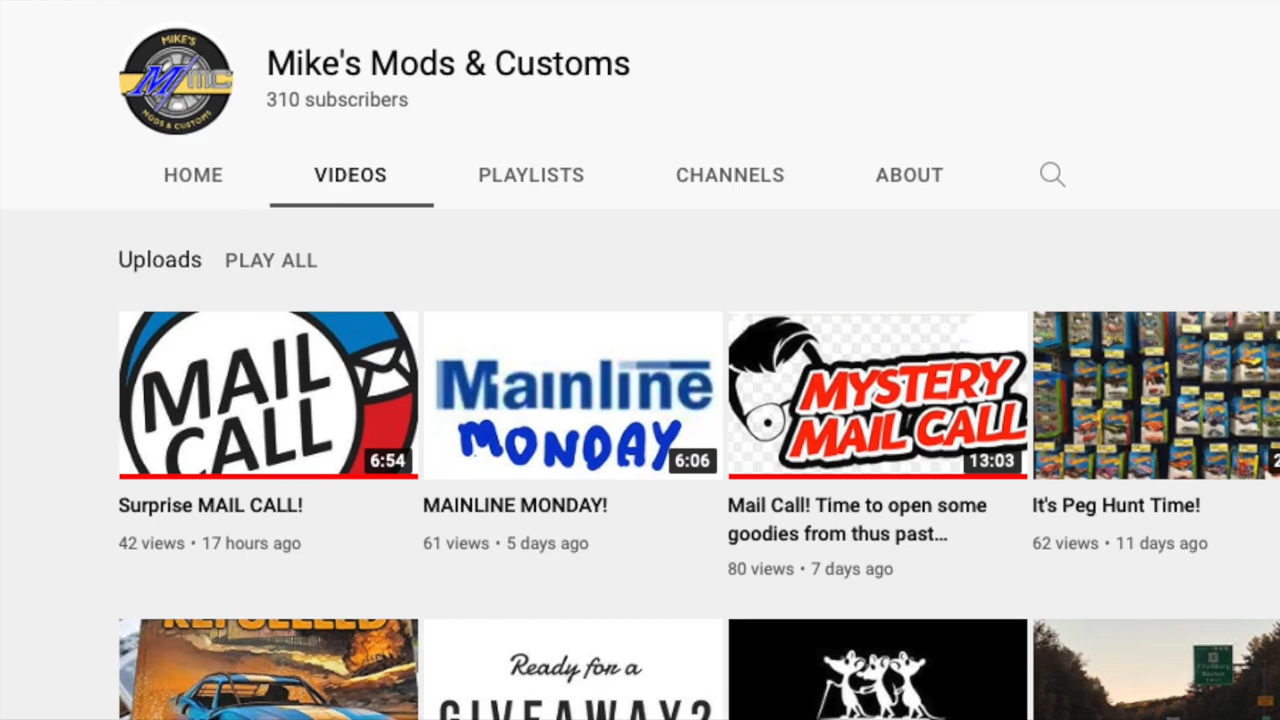 MIKE'S
M/MC
MODS & CUSTOMS
Mike's Mods & Customs
310 subscribers
HOME VIDEOS PLAYLISTS CHANNELS ABOUT
Uploads PLAY ALL
MAIL
CALL
6:54
Mainline
MONDAY
6:06
MYSTERY
MAIL CALL
13:03
Surprise MAIL CALL!
42 views • 17 hours ago
MAINLINE MONDAY!
61 views • 5 days ago
Mail Call! Time to open some
goodies from thus past...
80 views • 7 days ago
It's Peg Hunt Time!
62 views • 11 days ago
REFUELLED
Ready for a
GIVEAWAY?